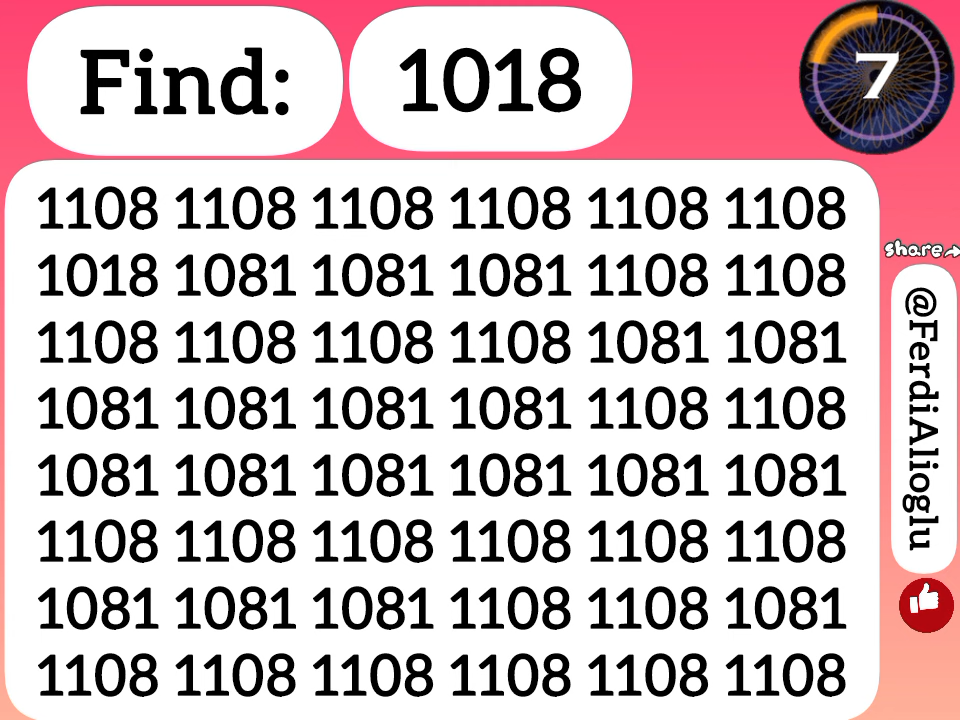 Find: 1018
7
1108 1108 1108 1108 1108 1108
1018 1081 1081 1081 1108 1108
1108 1108 1108 1108 1081 1081
1081 1081 1081 1081 1108 1108
1081 1081 1081 1081 1081 1081
1108 1108 1108 1108 1108 1108
1081 1081 1081 1108 1108 1081
1108 1108 1108 1108 1108 1108
share
@FerdiAlioglu